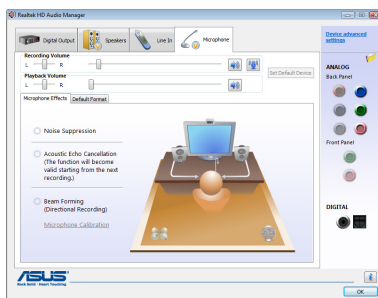 Realtek HD Audio Manager
Digital Output
Speakers
Line In
Microphone
Device advanced settings
Recording Volume
L
R
Set Default Device
Playback Volume
L
R
Microphone Effects
Default Format
ANALOG
Back Panel
Front Panel
DIGITAL
Noise Suppression
Acoustic Echo Cancellation
(The function will become
valid starting from the next
recording.)
Beam Forming
(Directional Recording)
Microphone Calibration
ASUS
Rock Solid · Heart Touching
OK